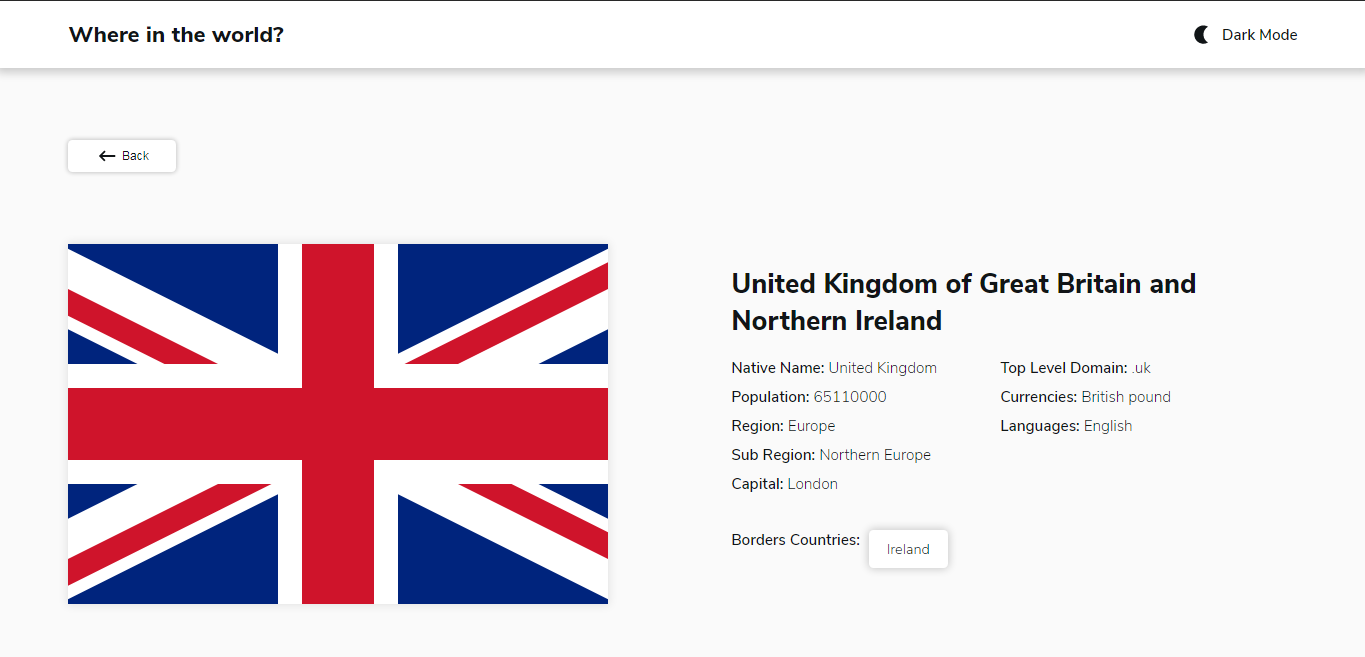 Where in the world?
Dark Mode
Back
United Kingdom of Great Britain and
Northern Ireland
Native Name: United Kingdom
Population: 65110000
Region: Europe
Sub Region: Northern Europe
Capital: London
Top Level Domain: .uk
Currencies: British pound
Languages: English
Borders Countries: Ireland